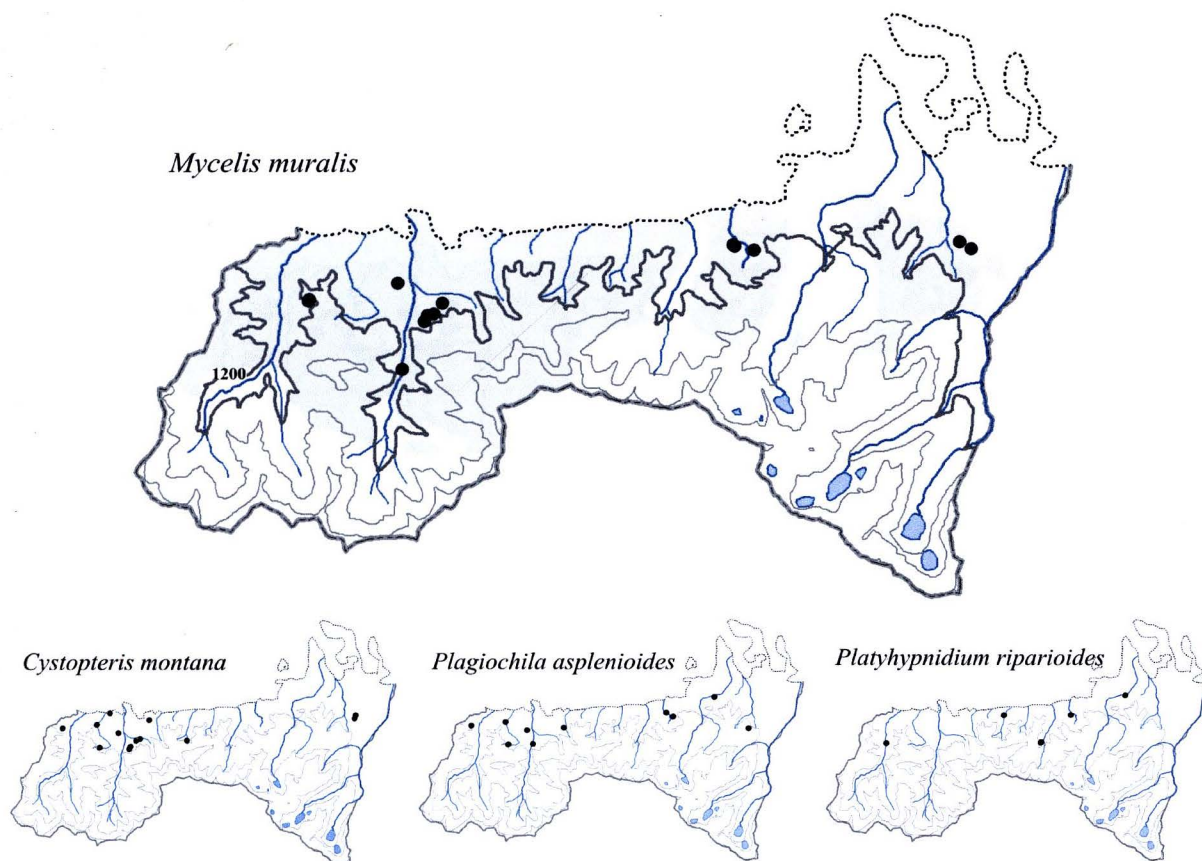 Mycelis muralis
1200
Cystopteris montana
Plagiochila asplenioides
Platyhypnidium riparioides